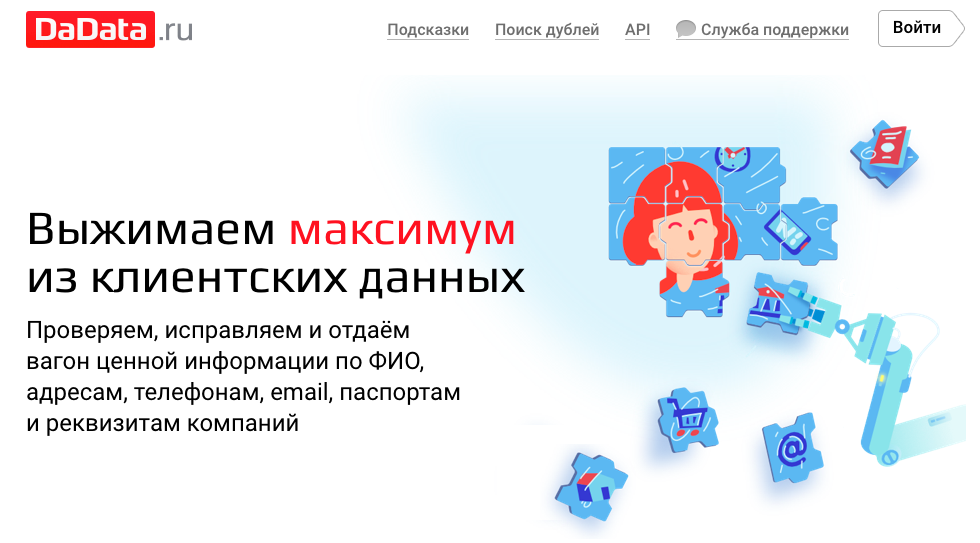 DaData.ru
Подсказки Поиск дублей API Служба поддержки Войти
Выжимаем максимум
из клиентских данных
Проверяем, исправляем и отдаём
вагон ценной информации по ФИО,
адресам, телефонам, email, паспортам
и реквизитам компаний
@